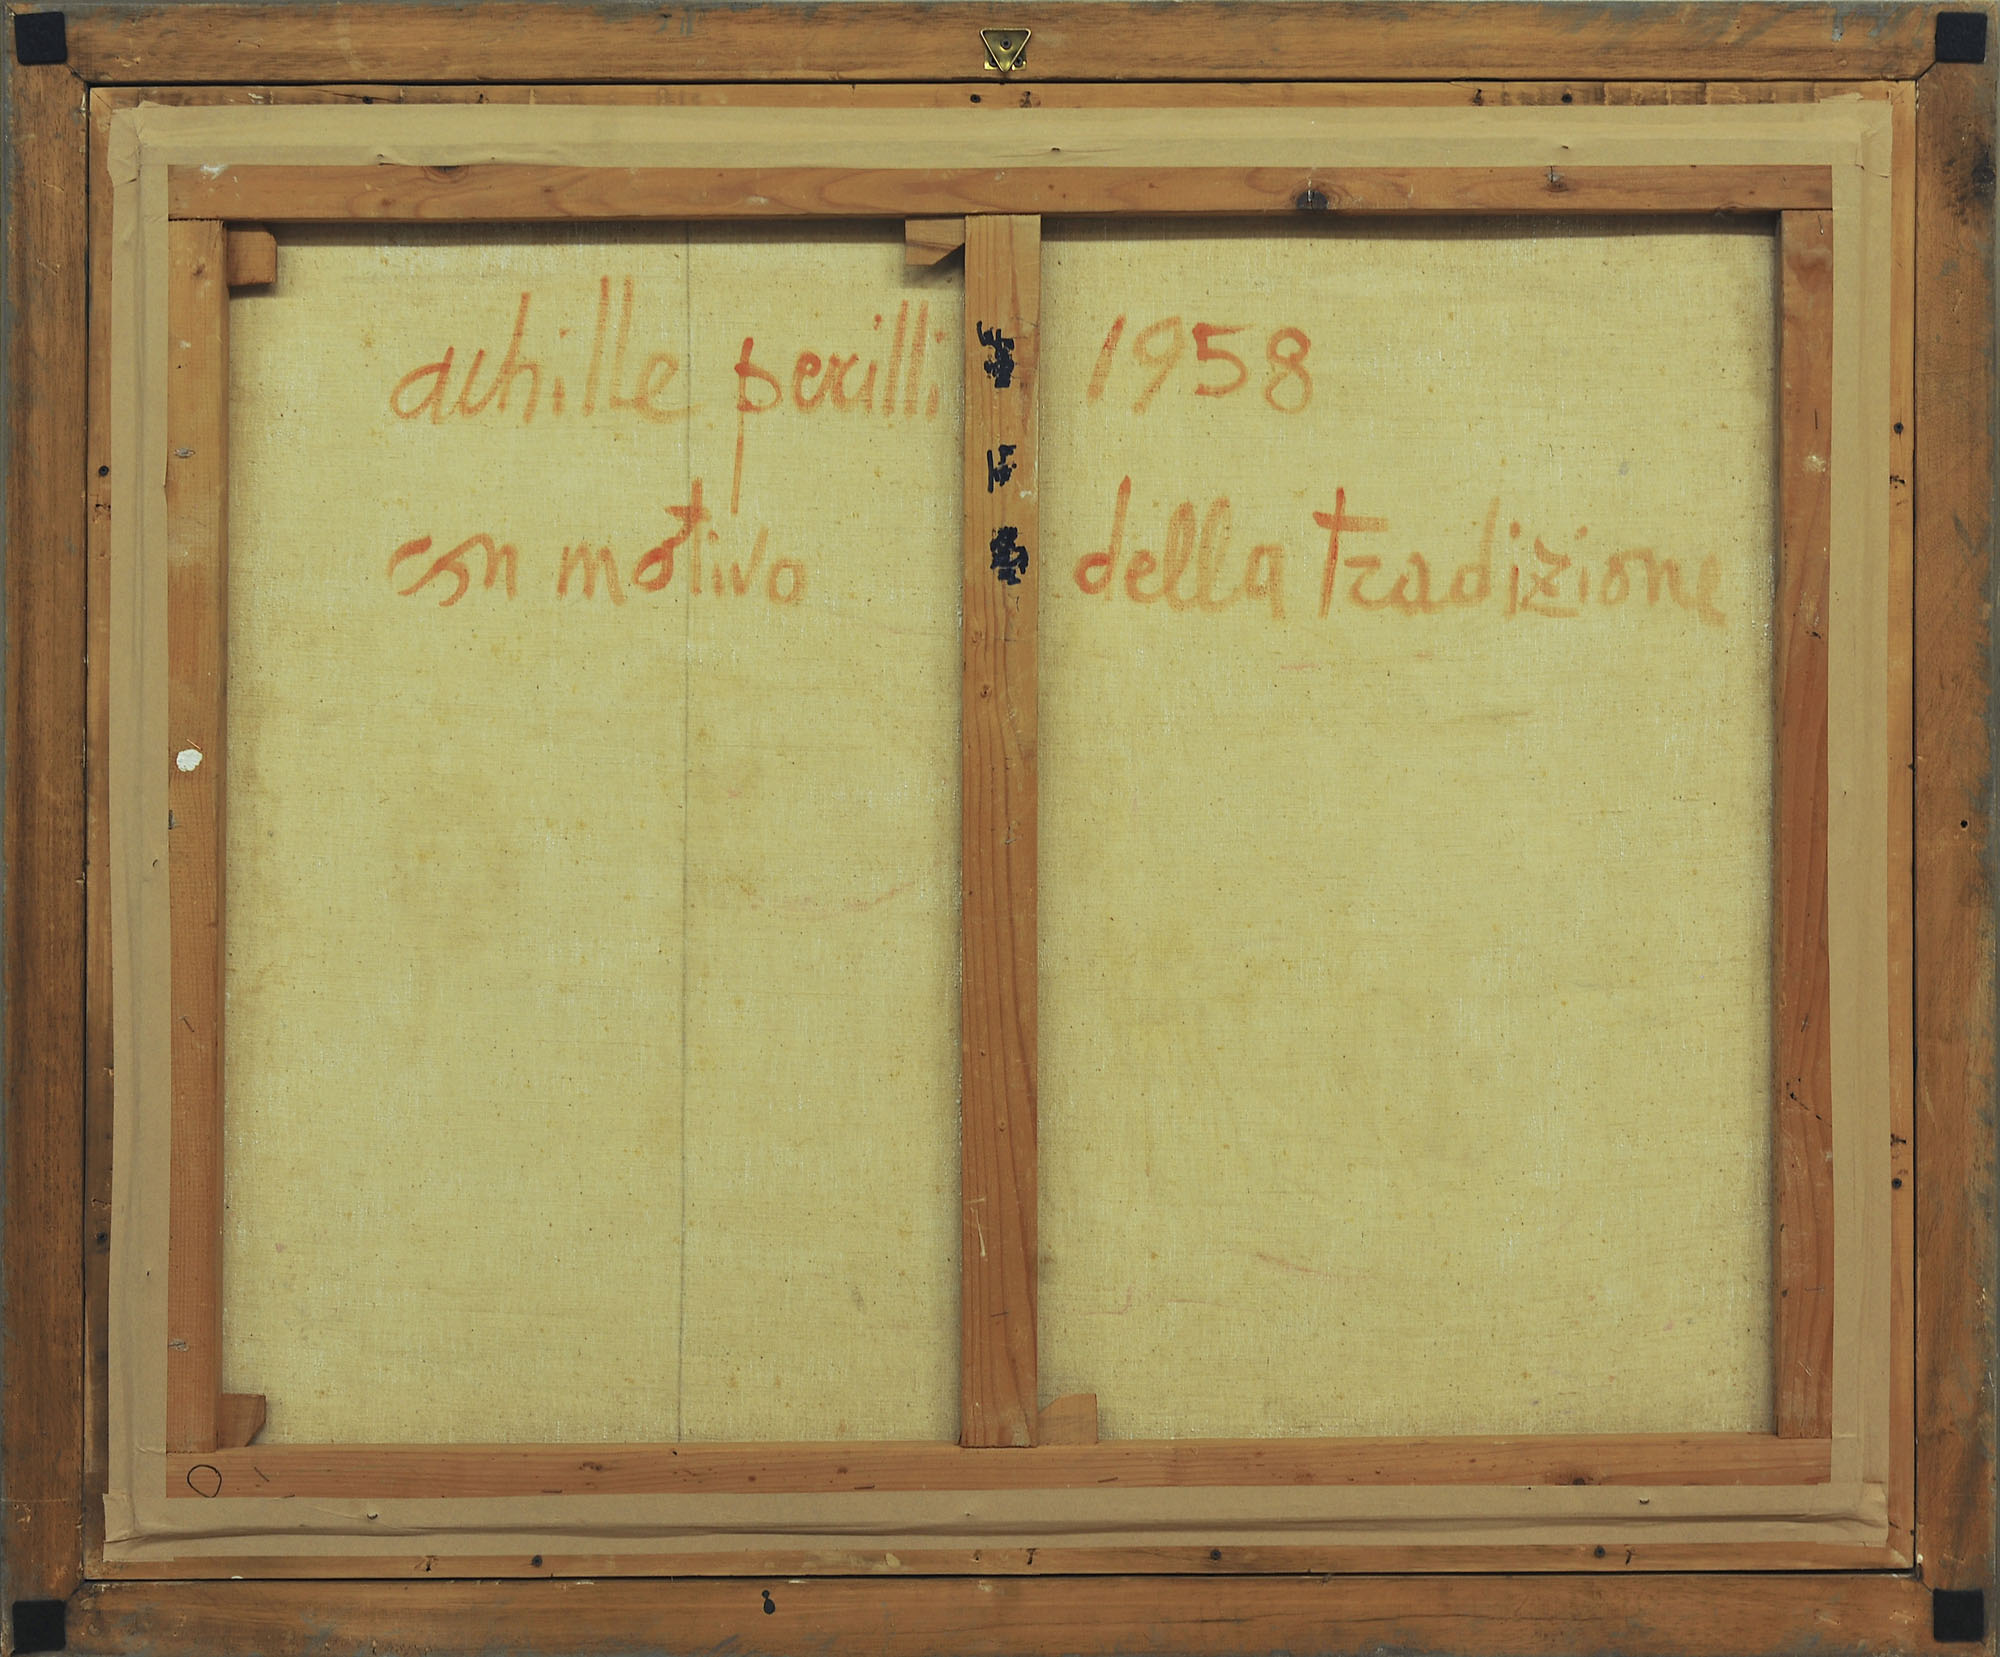 achille perilli 1958
con motivo della tradizione